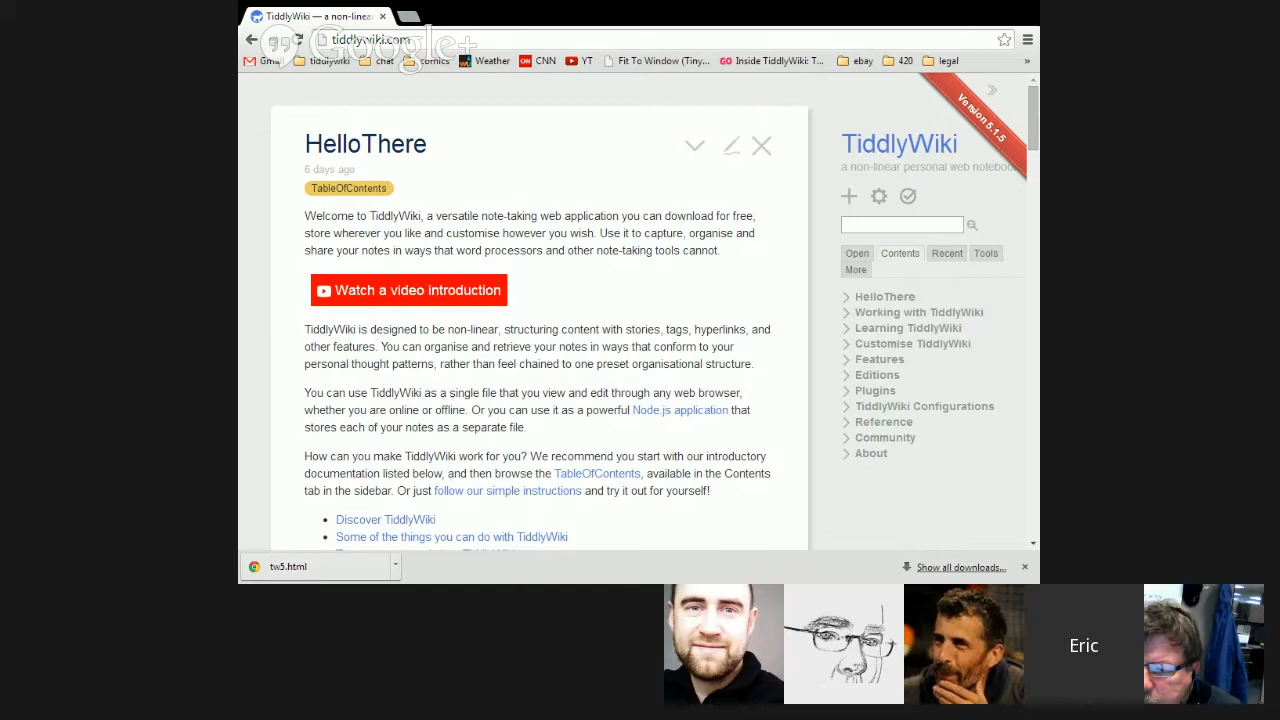 TiddlyWiki — a non-linea
Google+
tiddlywiki.com
Gmail
tiddlywiki
chat
comics
Weather
CNN
YT
Fit To Window (Tiny...
Inside TiddlyWiki: T...
ebay
420
legal
»
Version 5.1.5
HelloThere
6 days ago
TableOfContents
Welcome to TiddlyWiki, a versatile note-taking web application you can download for free,
store wherever you like and customise however you wish. Use it to capture, organise and
share your notes in ways that word processors and other note-taking tools cannot.
Watch a video introduction
TiddlyWiki is designed to be non-linear, structuring content with stories, tags, hyperlinks, and
other features. You can organise and retrieve your notes in ways that conform to your
personal thought patterns, rather than feel chained to one preset organisational structure.
You can use TiddlyWiki as a single file that you view and edit through any web browser,
whether you are online or offline. Or you can use it as a powerful Node.js application that
stores each of your notes as a separate file.
How can you make TiddlyWiki work for you? We recommend you start with our introductory
documentation listed below, and then browse the TableOfContents, available in the Contents
tab in the sidebar. Or just follow our simple instructions and try it out for yourself!
• Discover TiddlyWiki
• Some of the things you can do with TiddlyWiki
TiddlyWiki
a non-linear personal web notebook
Open
Contents
Recent
Tools
More
HelloThere
Working with TiddlyWiki
Learning TiddlyWiki
Customise TiddlyWiki
Features
Editions
Plugins
TiddlyWiki Configurations
Reference
Community
About
tw5.html
Show all downloads...
Eric